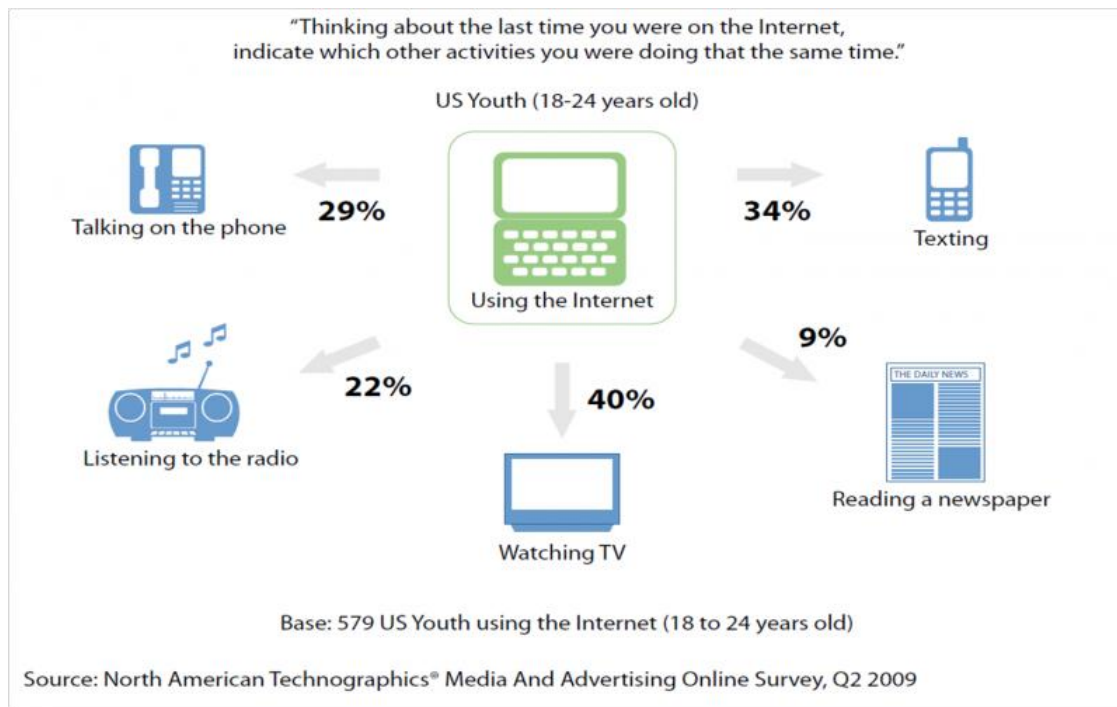 “Thinking about the last time you were on the Internet,
indicate which other activities you were doing that the same time.”
US Youth (18-24 years old)
29%
Talking on the phone
Using the Internet
34%
Texting
22%
Listening to the radio
40%
Watching TV
9%
THE DAILY NEWS
Reading a newspaper
Base: 579 US Youth using the Internet (18 to 24 years old)
Source: North American Technographics® Media And Advertising Online Survey, Q2 2009